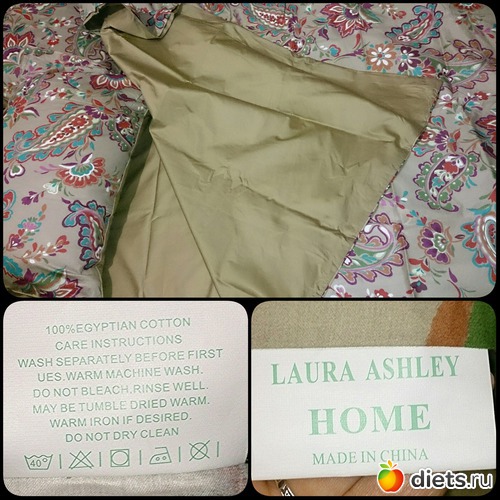 100%EGYPTIAN COTTON
CARE INSTRUCTIONS
WASH SEPARATELY BEFORE FIRST
UES.WARM MACHINE WASH.
DO NOT BLEACH.RINSE WELL.
MAY BE TUMBLE DRIED WARM.
WARM IRON IF DESIRED.
DO NOT DRY CLEAN
40°
LAURA ASHLEY
HOME
MADE IN CHINA
diets.ru